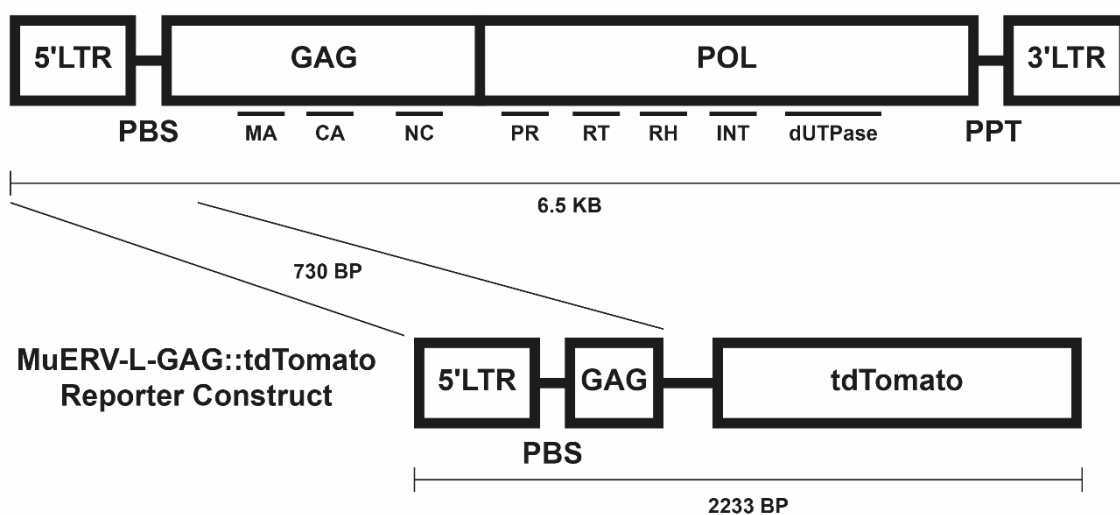 5'LTR GAG POL 3'LTR
PBS MA CA NC PR RT RH INT dUTPase PPT
6.5 KB
730 BP
MuERV-L-GAG::tdTomato
Reporter Construct
5'LTR GAG tdTomato
PBS
2233 BP